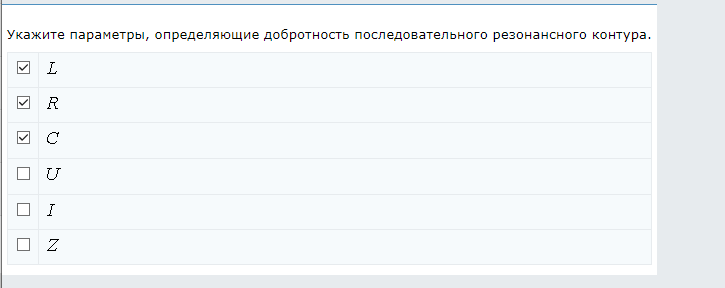 Укажите параметры, определяющие добротность последовательного резонансного контура.
L
R
C
U
I
Z